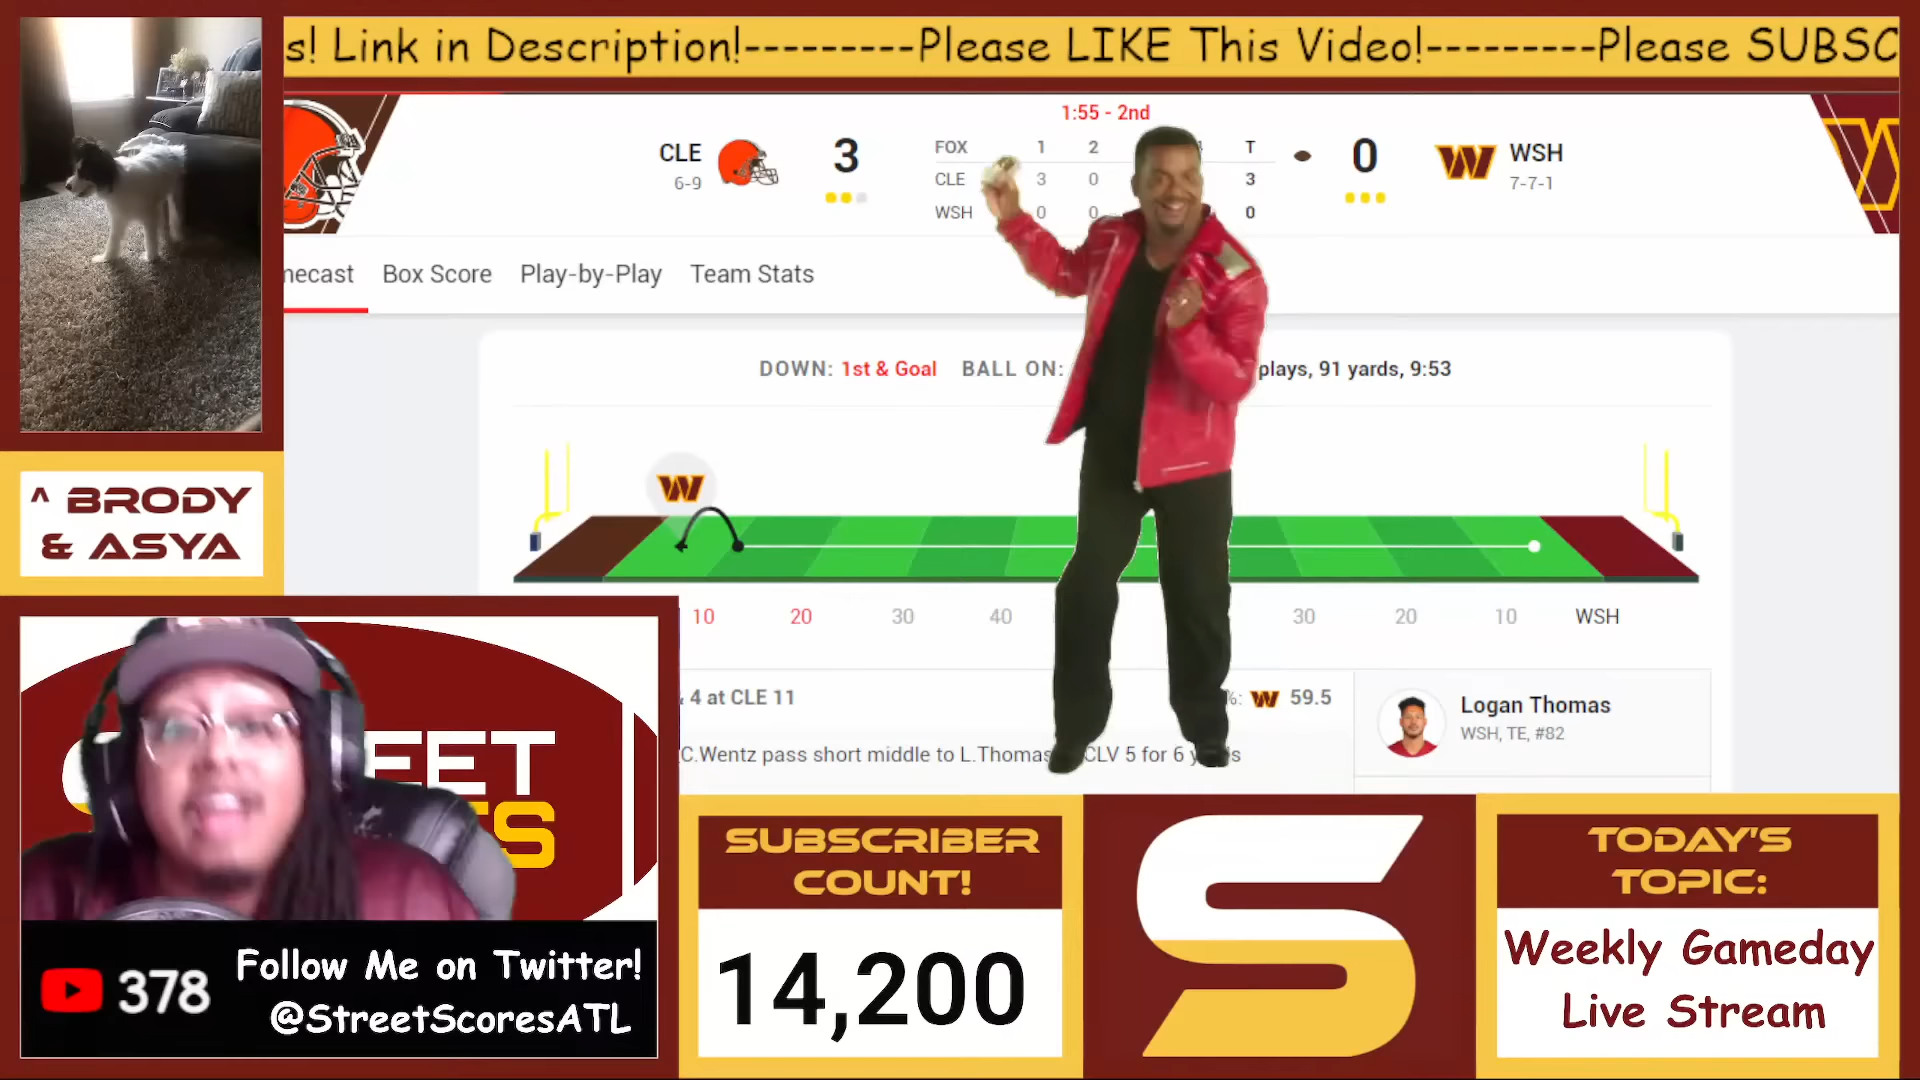 s! Link in Description!---------Please LIKE This Video!---------Please SUBSC
1:55 - 2nd
CLE
6-9
3
FOX 1 2 T
CLE 3 0 3
WSH 0 0 0
0
WSH
7-7-1
necast Box Score Play-by-Play Team Stats
DOWN: 1st & Goal BALL ON: plays, 91 yards, 9:53
10 20 30 40 30 20 10 WSH
& 4 at CLE 11
%: 59.5
C.Wentz pass short middle to L.Thomas CLV 5 for 6
Logan Thomas
WSH, TE, #82
^ BRODY
& ASYA
EET
ES
378
Follow Me on Twitter!
@StreetScoresATL
SUBSCRIBER
COUNT!
14,200
S
TODAY'S
TOPIC:
Weekly Gameday
Live Stream